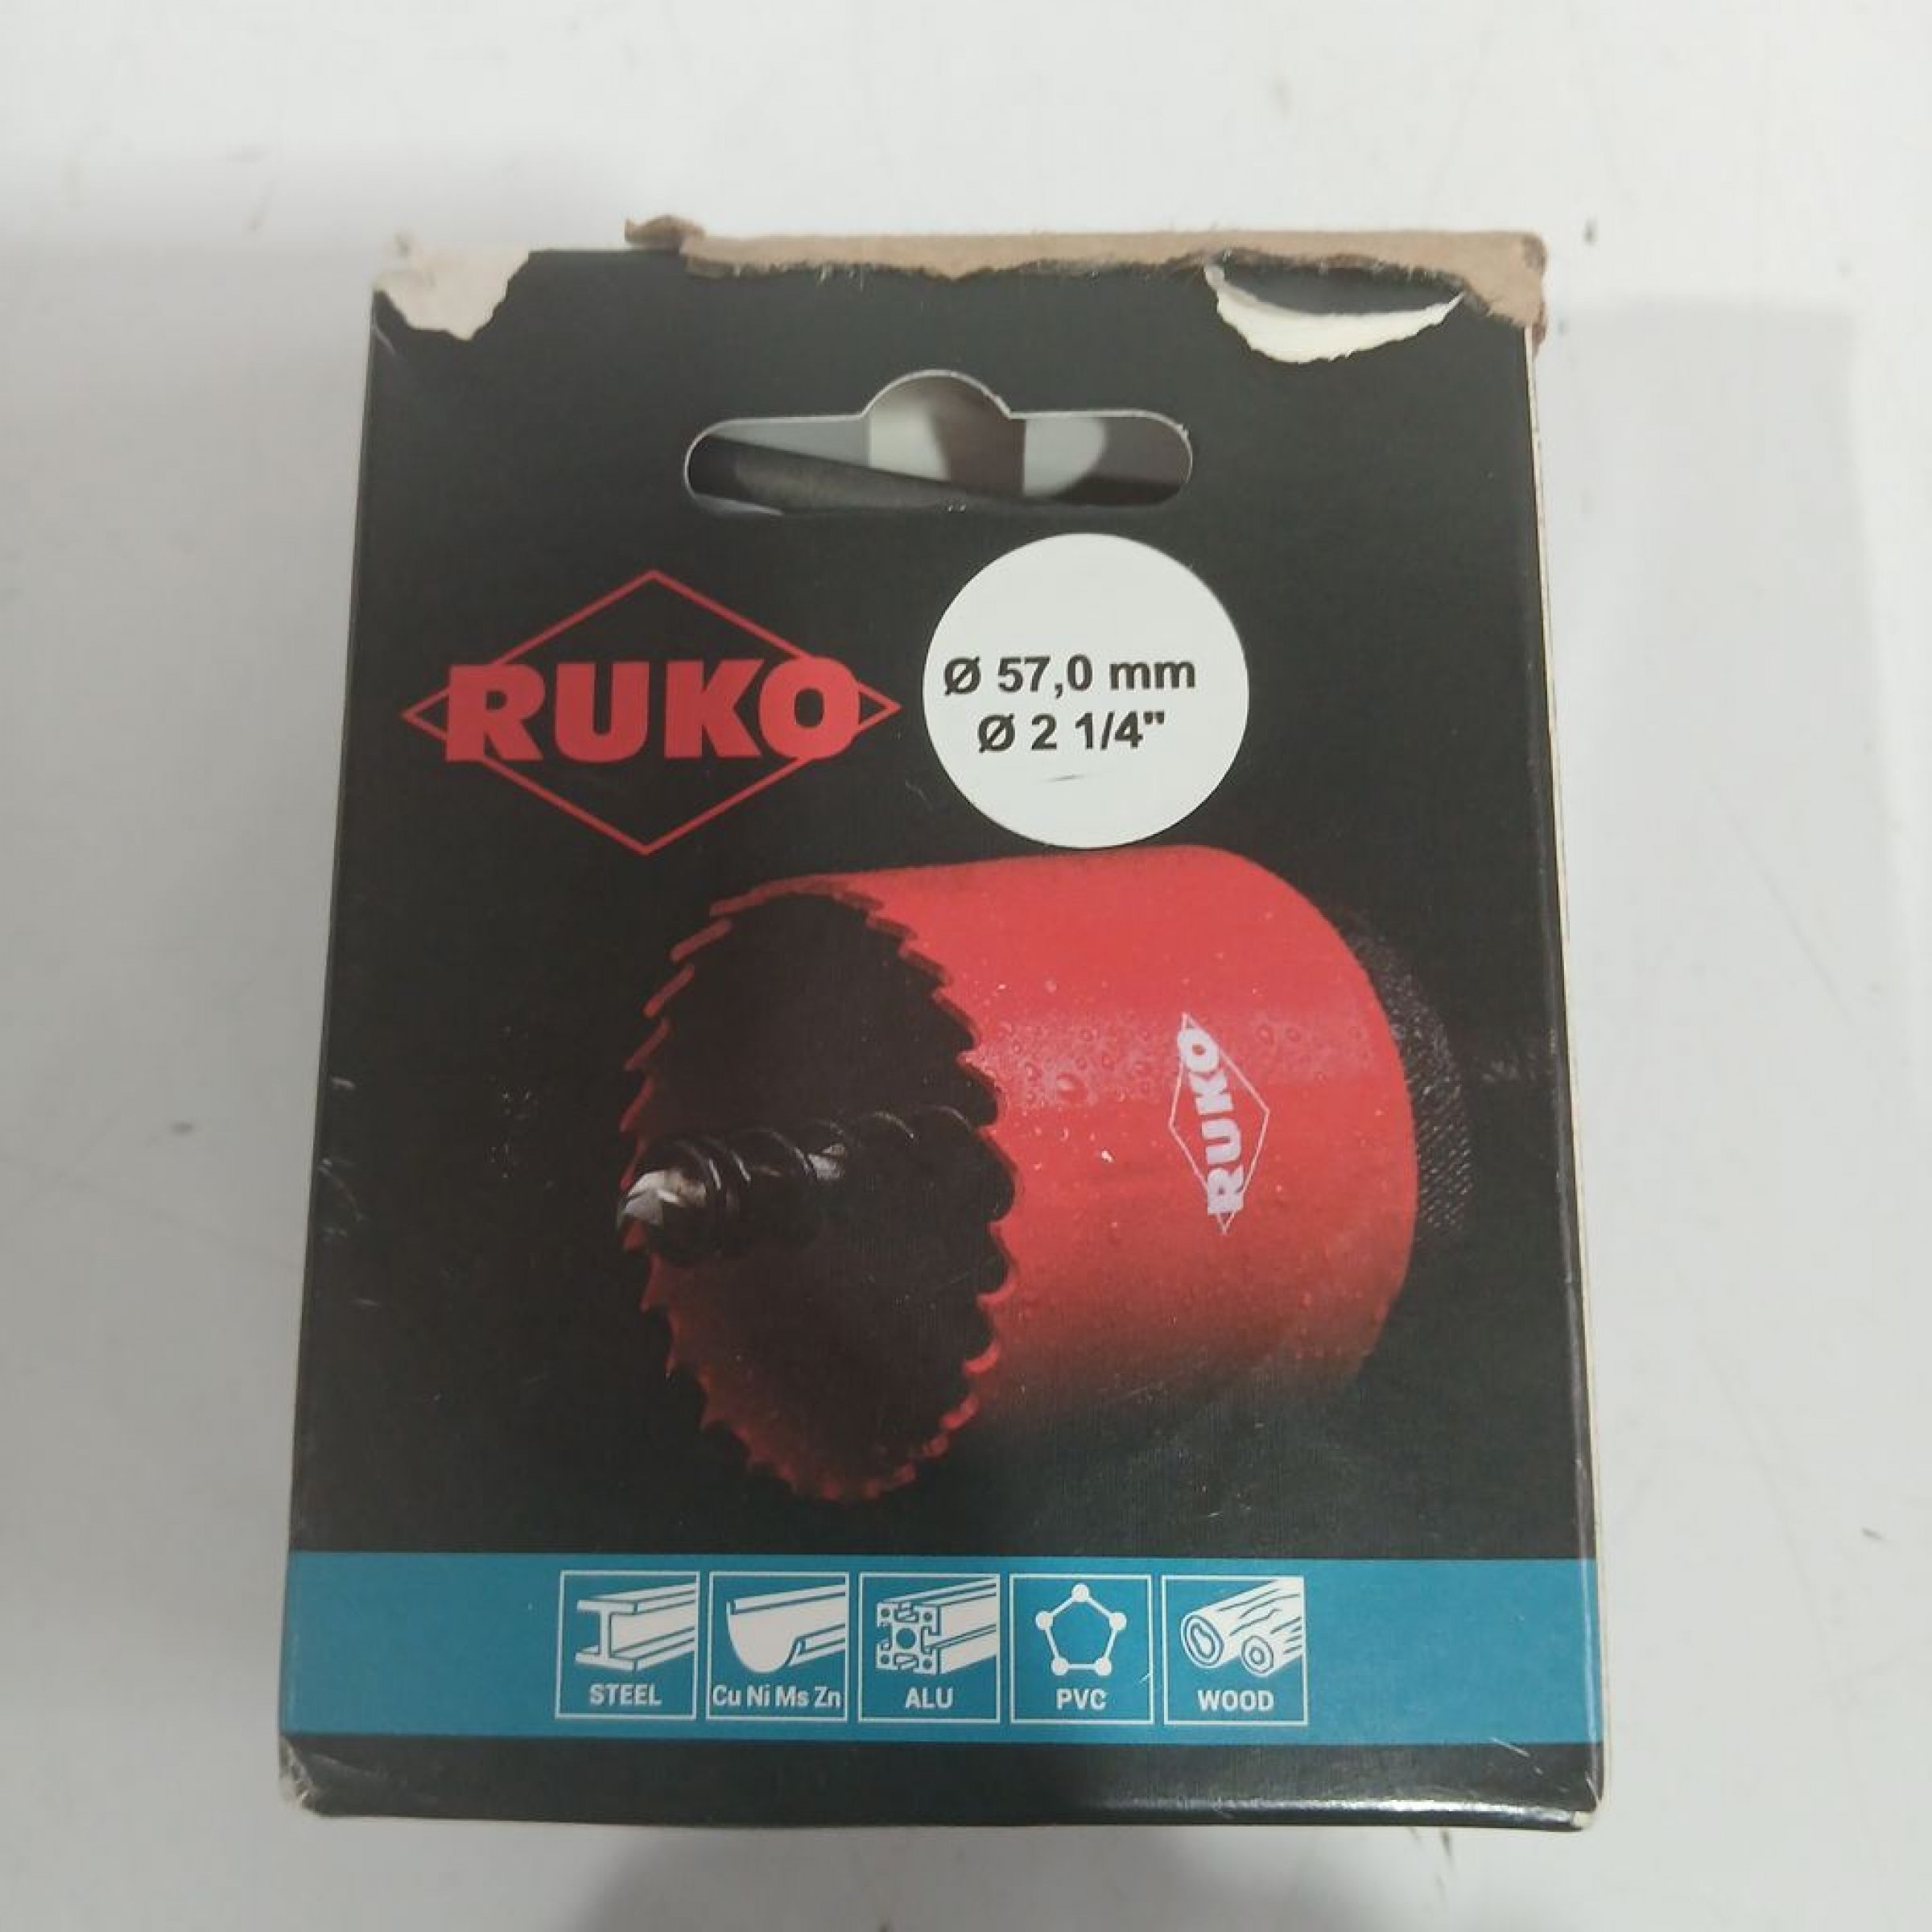 RUKO
Ø 57,0 mm
Ø 2 1/4"
RUKO
STEEL
Cu Ni Ms Zn
ALU
PVC
WOOD